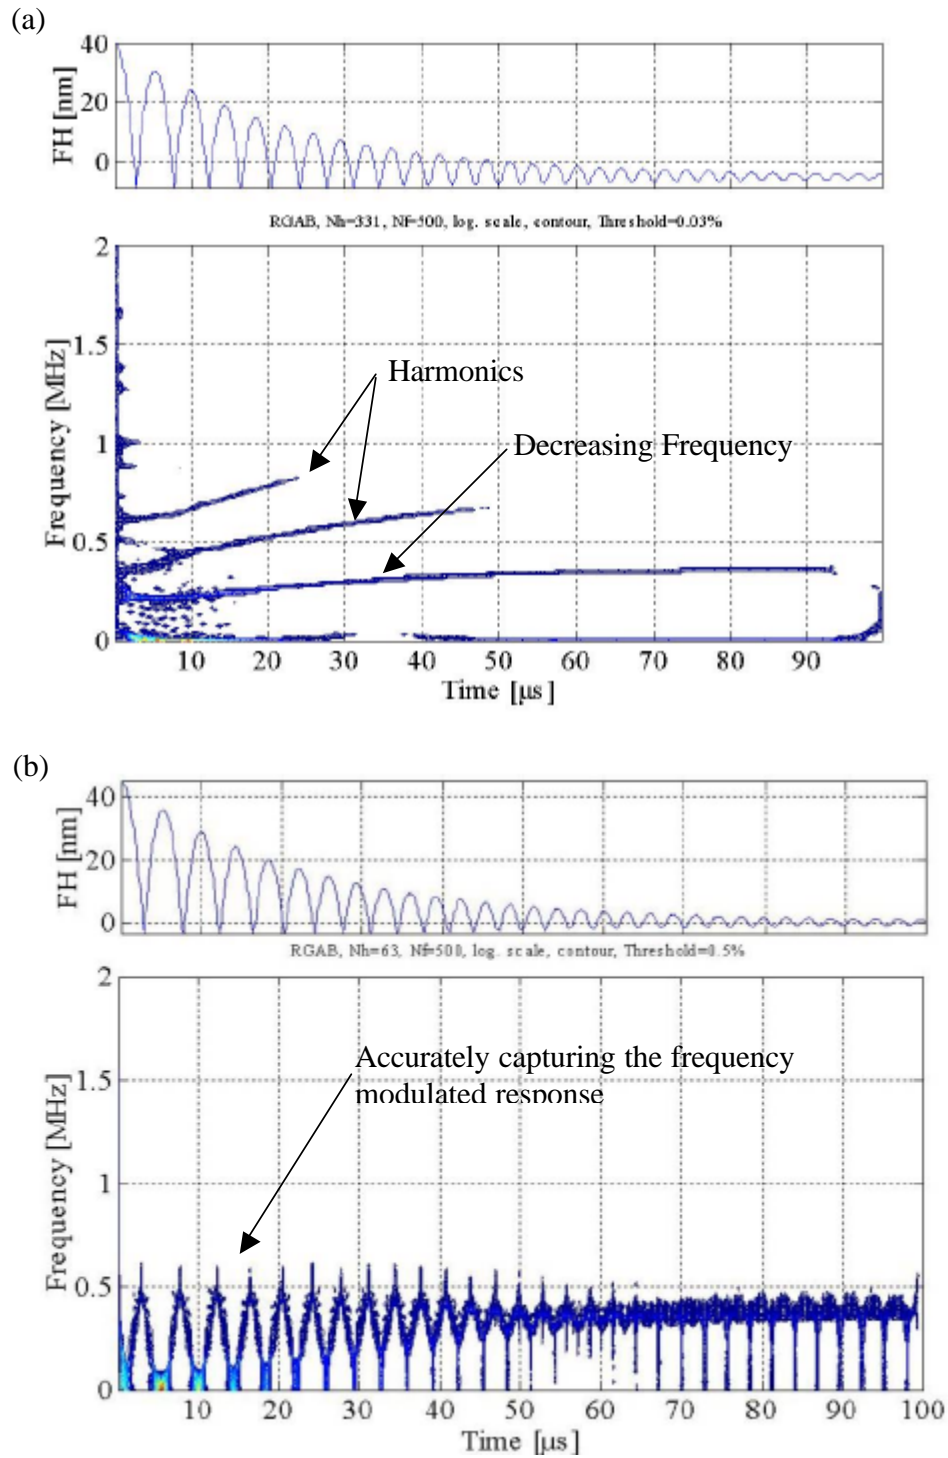 (a)
40
20
0
FH [nm]
RGAB, Nh=331, Nf=500, log. scale, contour, Threshold=0.03%
2
1.5
1
0.5
0
Frequency [MHz]
Harmonics
Decreasing Frequency
10 20 30 40 50 60 70 80 90
Time [µs]
(b)
40
20
0
FH [nm]
RGAB, Nh=63, Nf=500, log. scale, contour, Threshold=0.5%
2
1.5
1
0.5
0
Frequency [MHz]
Accurately capturing the frequency
modulated response
10 20 30 40 50 60 70 80 90 100
Time [µs]